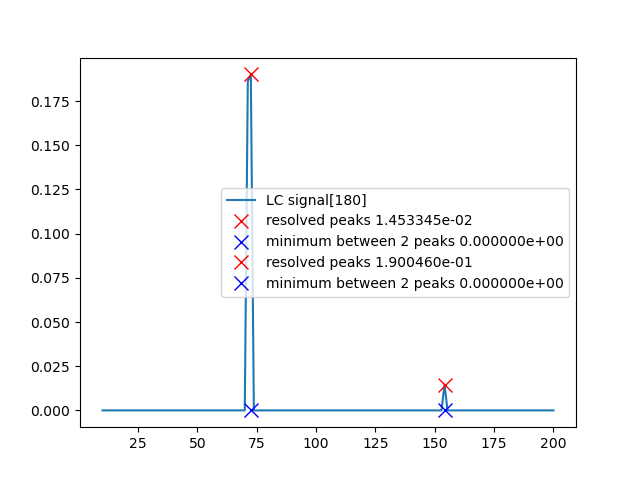 0.175
0.150
0.125
0.100
0.075
0.050
0.025
0.000
LC signal[180]
resolved peaks 1.453345e-02
minimum between 2 peaks 0.000000e+00
resolved peaks 1.900460e-01
minimum between 2 peaks 0.000000e+00
25 50 75 100 125 150 175 200